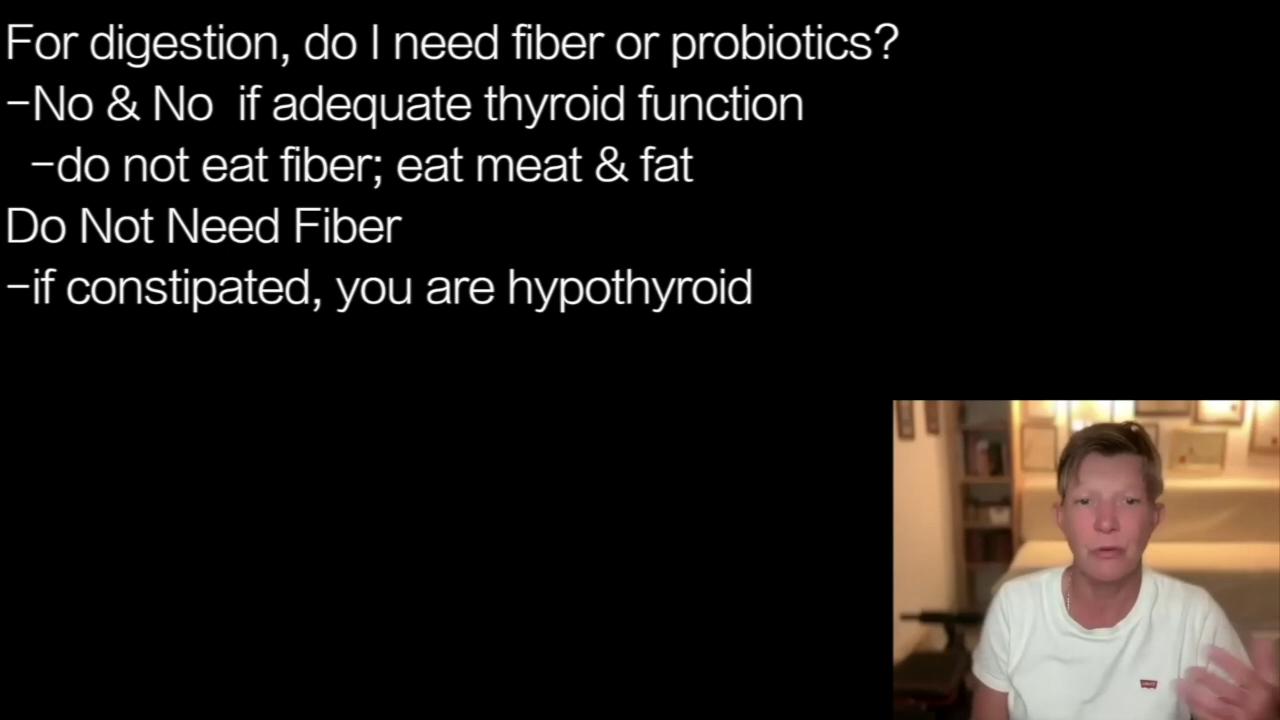 For digestion, do I need fiber or probiotics?
-No & No if adequate thyroid function
-do not eat fiber; eat meat & fat
Do Not Need Fiber
-if constipated, you are hypothyroid